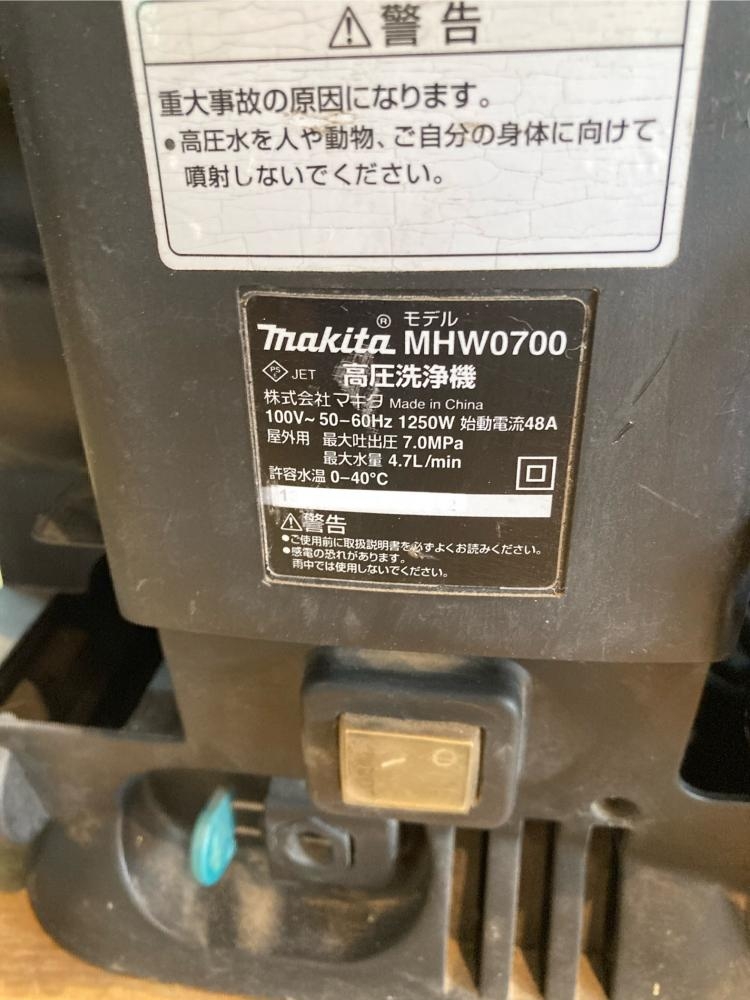 ⚠警告
重大事故の原因になります。
●高圧水を人や動物、ご自分の身体に向けて
噴射しないでください。
makita® モデル MHW0700
PS E JET 高圧洗浄機
株式会社マキタ Made in China
100V~ 50-60Hz 1250W 始動電流48A
屋外用 最大吐出圧 7.0MPa
最大水量 4.7L/min
許容水温 0-40°C
⚠警告
●ご使用前に取扱説明書を必ずよくお読みください。
●感電の恐れがあります。
雨中では使用しないでください。